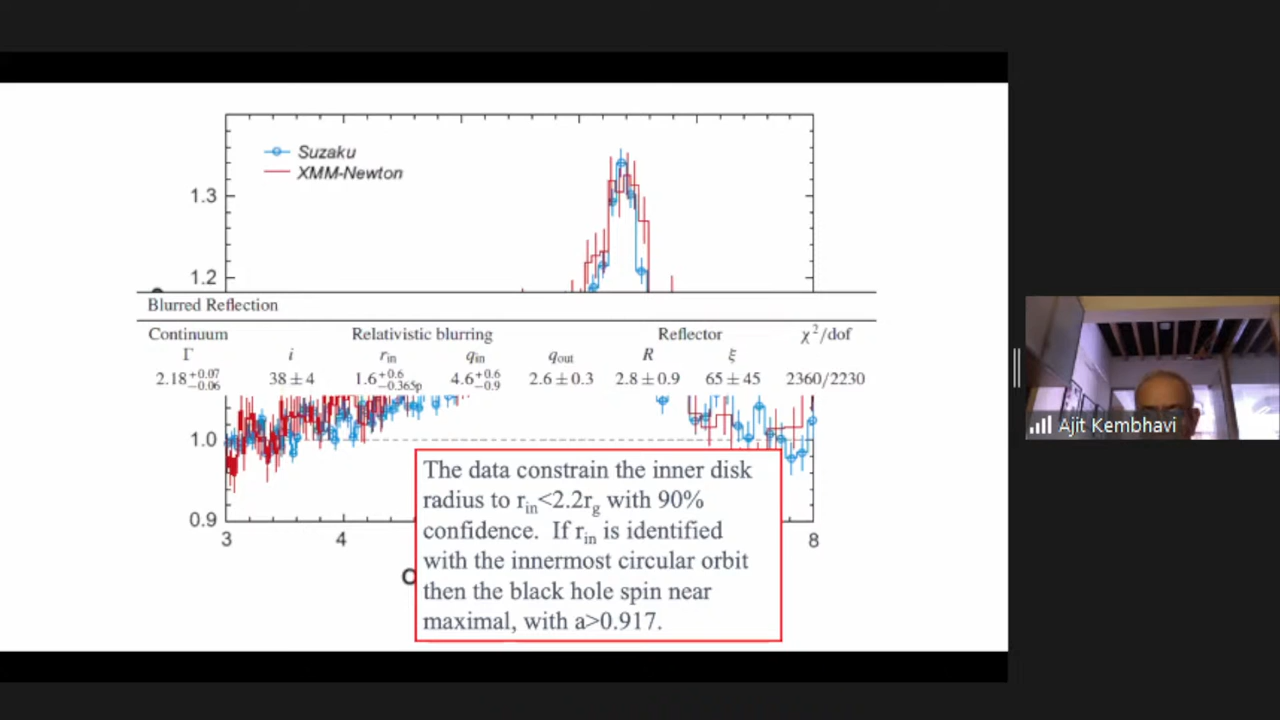 Suzaku
XMM-Newton
1.3
1.2
Blurred Reflection
Continuum Relativistic blurring Reflector χ²/dof
Γ i r_in q_in q_out R ξ
2.18 +0.07 −0.06 38 ± 4 1.6 +0.6 −0.365p 4.6 +0.6 −0.9 2.6 ± 0.3 2.8 ± 0.9 65 ± 45 2360/2230
1.0
0.9
3 4 8
The data constrain the inner disk
radius to r_in<2.2r_g with 90%
confidence. If r_in is identified
with the innermost circular orbit
then the black hole spin near
maximal, with a>0.917.
Ajit Kembhavi